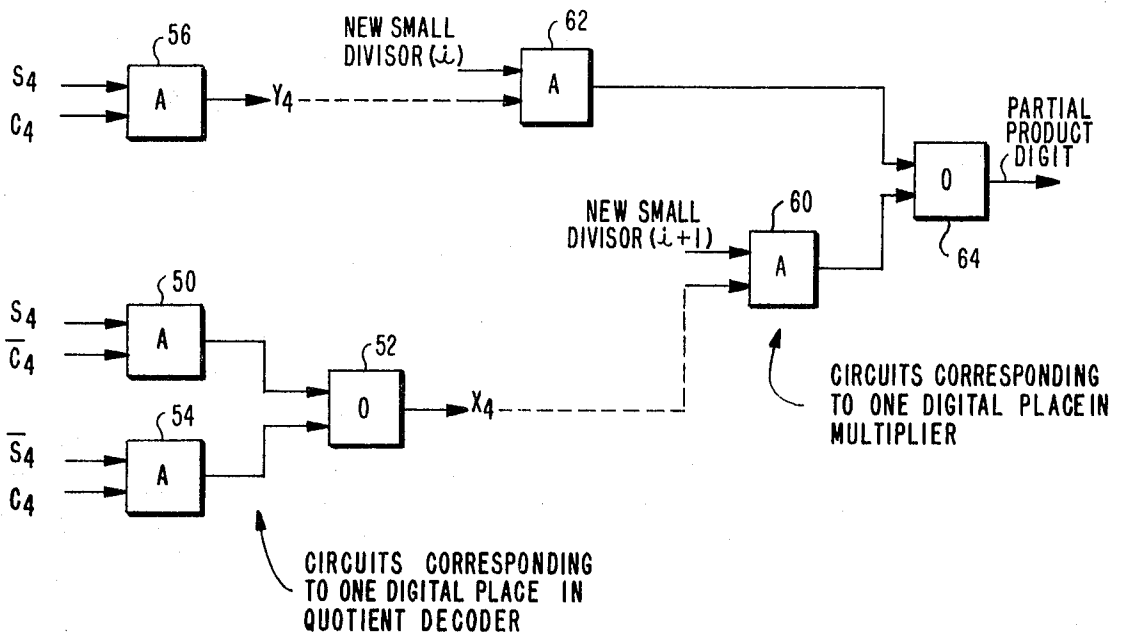 56
S4
C4
A
Y4
NEW SMALL
DIVISOR (i)
62
A
PARTIAL
PRODUCT
DIGIT
O
64
NEW SMALL
DIVISOR (i+1)
60
A
S4
C̅4
50
A
52
O
X4
S̅4
C4
54
A
CIRCUITS CORRESPONDING
TO ONE DIGITAL PLACE IN
MULTIPLIER
CIRCUITS CORRESPONDING
TO ONE DIGITAL PLACE IN
QUOTIENT DECODER